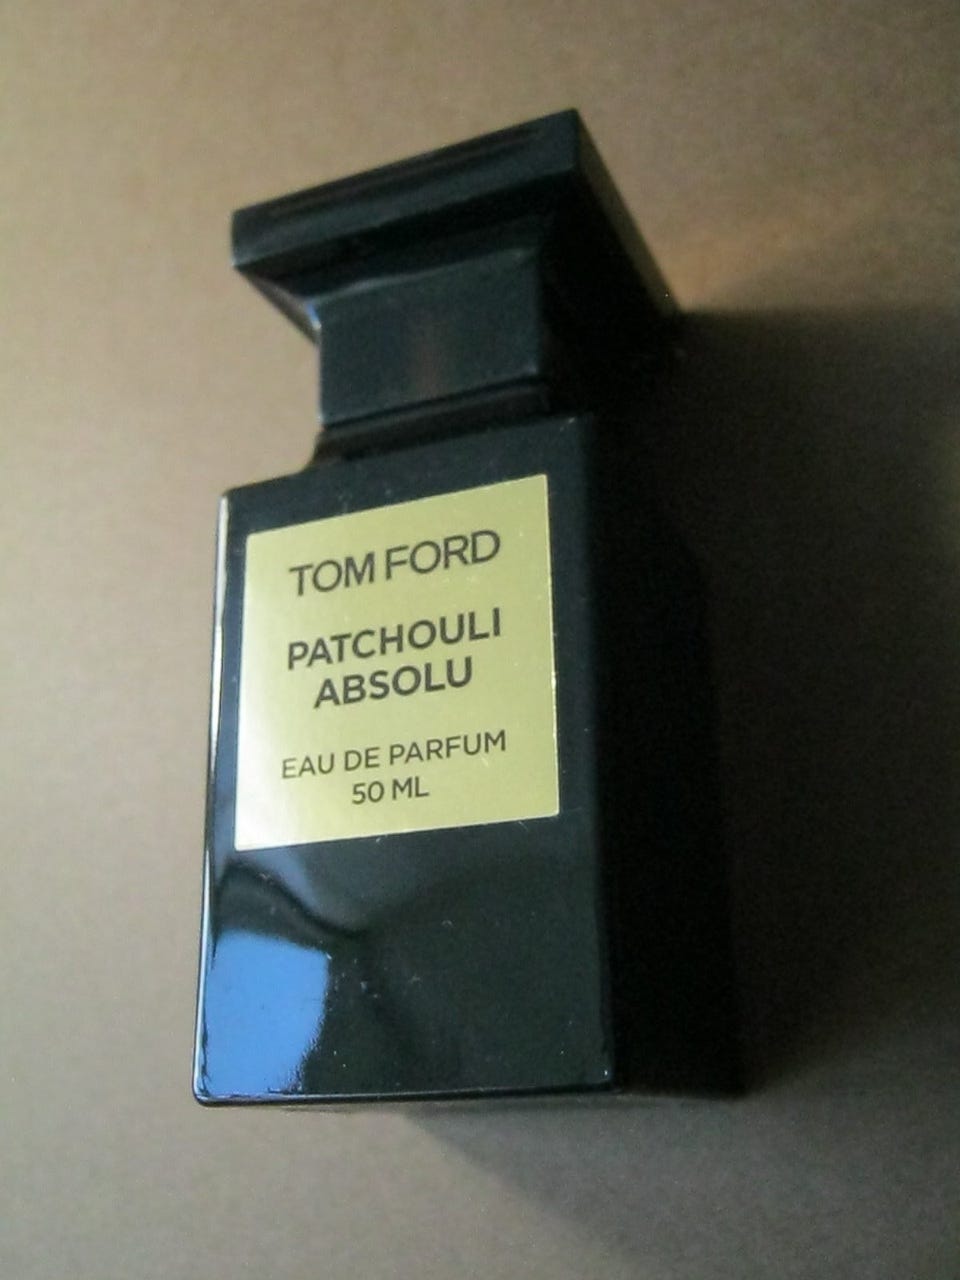 TOM FORD
PATCHOULI
ABSOLU
EAU DE PARFUM
50 ML